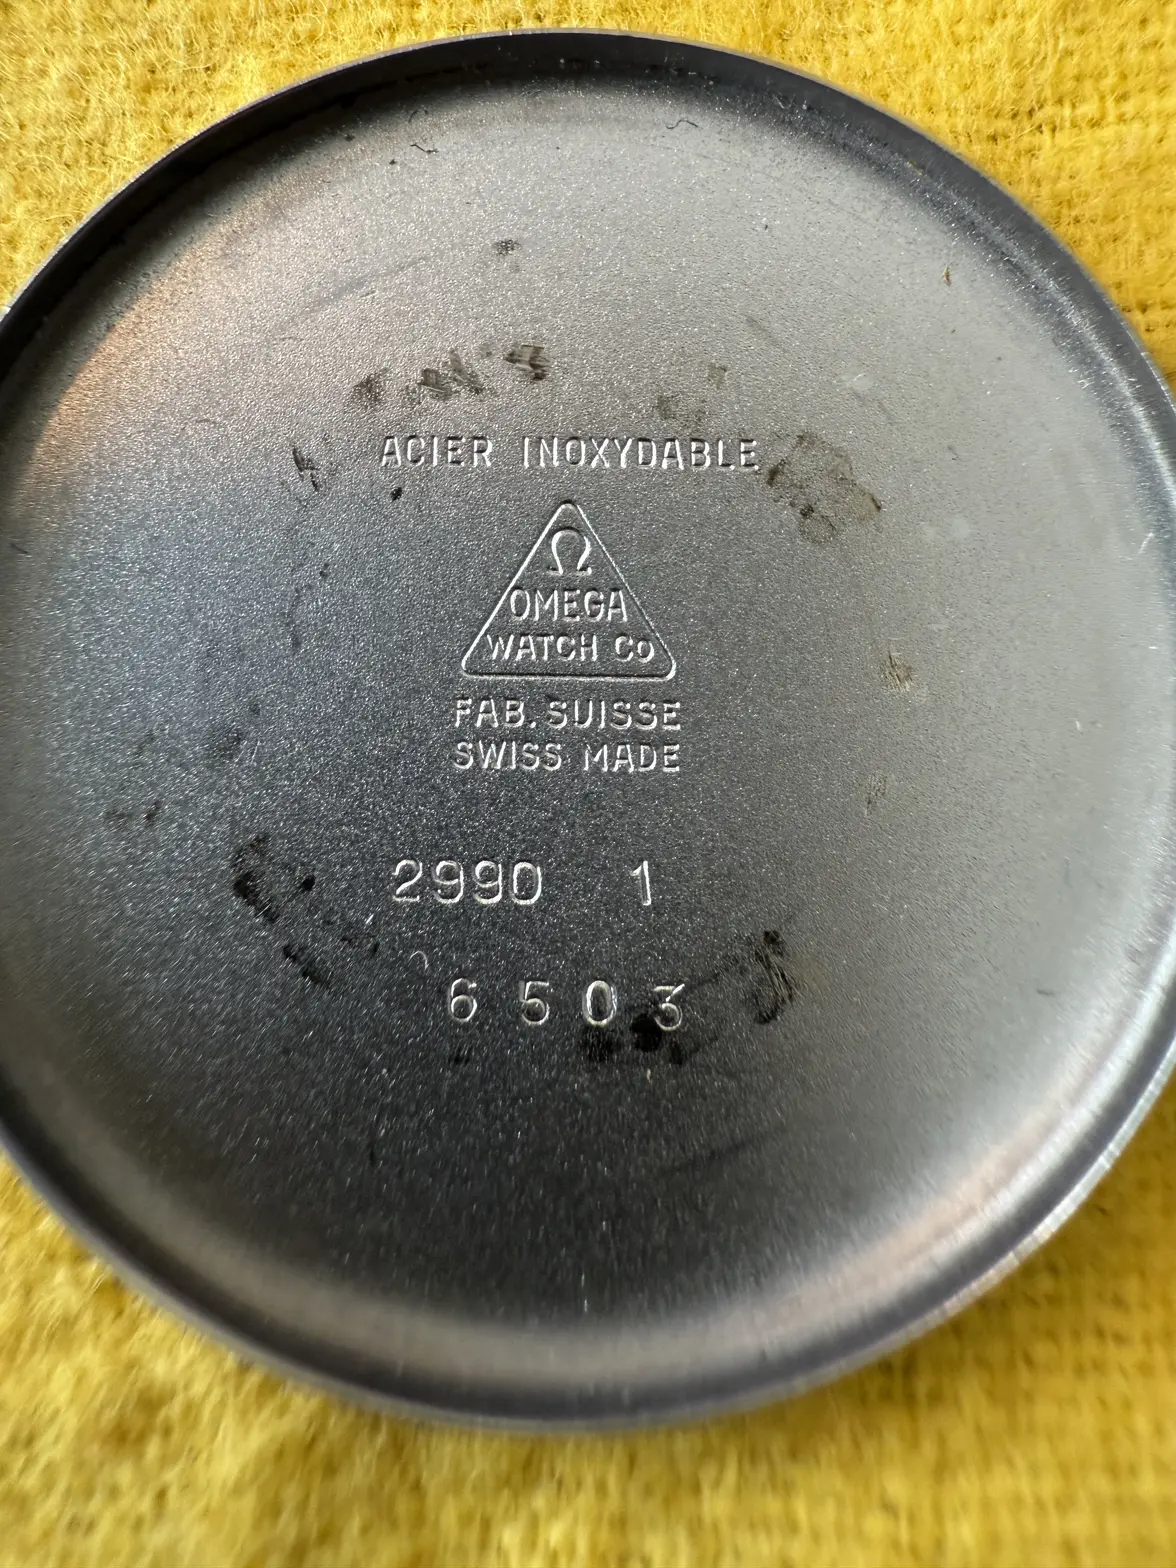 ACIER INOXYDABLE
Ω
OMEGA
WATCH Co
FAB. SUISSE
SWISS MADE
2990 1
6503